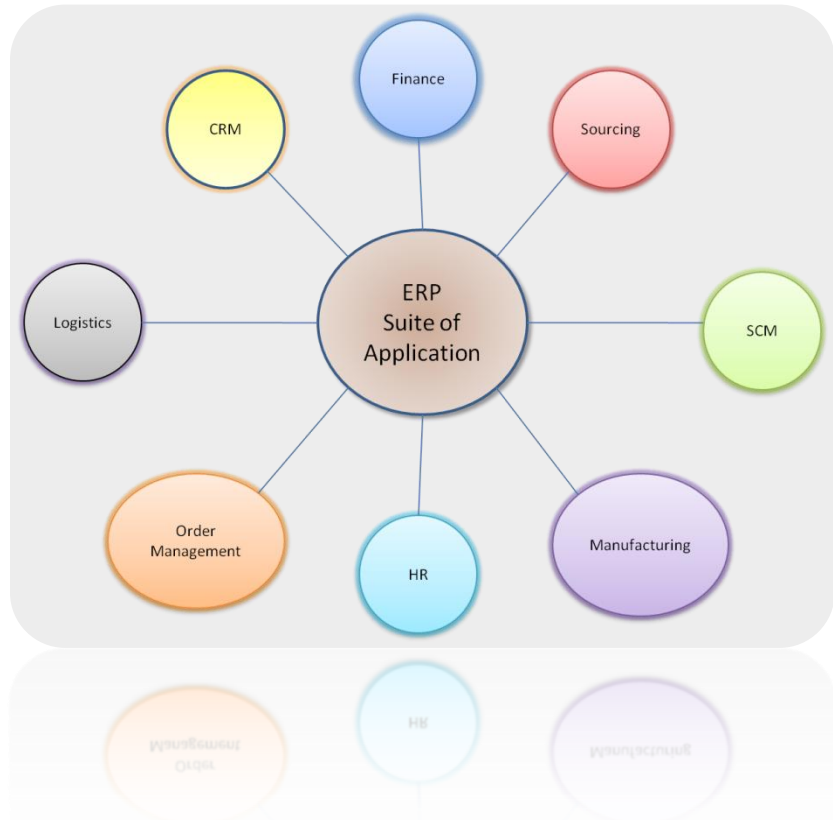 Finance
CRM
Sourcing
ERP
Suite of
Application
Logistics
SCM
Order
Management
HR
Manufacturing